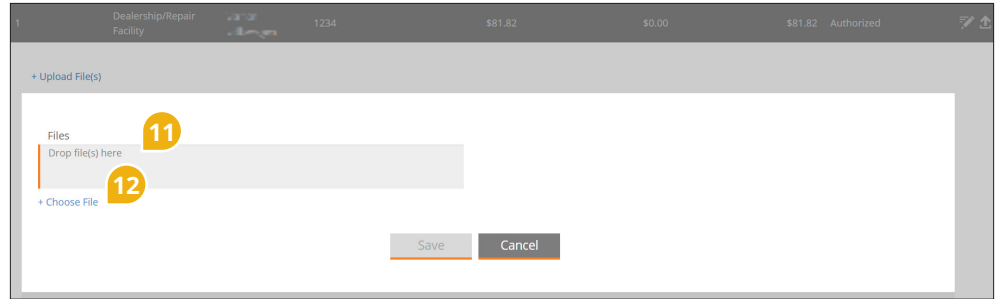 1 Dealership/Repair Facility 1234 $81.82 $0.00 $81.82 Authorized
+ Upload File(s)
Files
11
Drop file(s) here
12
+ Choose File
Save Cancel